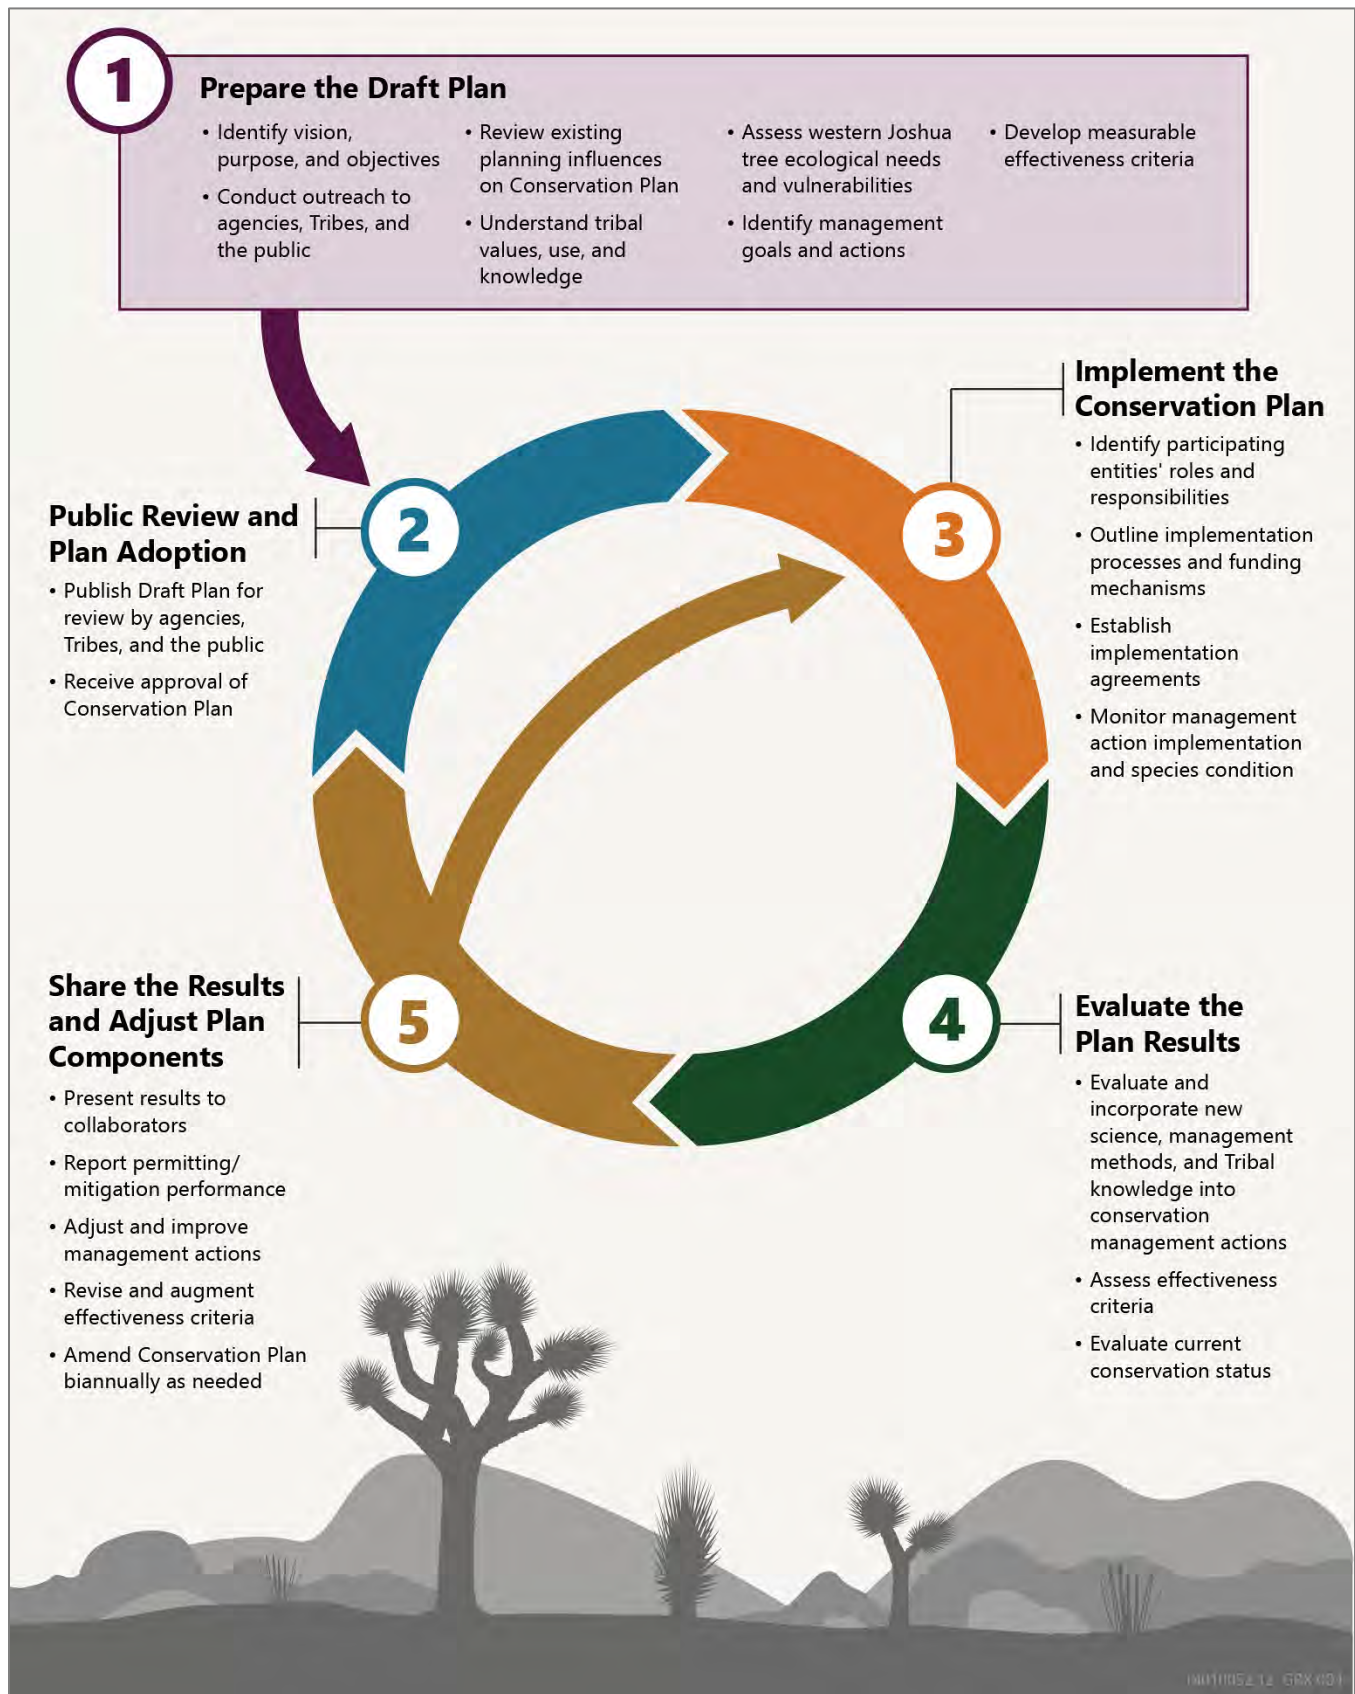 1
Prepare the Draft Plan
• Identify vision,
purpose, and objectives
• Conduct outreach to
agencies, Tribes, and
the public
• Review existing
planning influences
on Conservation Plan
• Understand tribal
values, use, and
knowledge
• Assess western Joshua
tree ecological needs
and vulnerabilities
• Identify management
goals and actions
• Develop measurable
effectiveness criteria
2
Public Review and
Plan Adoption
• Publish Draft Plan for
review by agencies,
Tribes, and the public
• Receive approval of
Conservation Plan
3
Implement the
Conservation Plan
• Identify participating
entities' roles and
responsibilities
• Outline implementation
processes and funding
mechanisms
• Establish
implementation
agreements
• Monitor management
action implementation
and species condition
4
Evaluate the
Plan Results
• Evaluate and
incorporate new
science, management
methods, and Tribal
knowledge into
conservation
management actions
• Assess effectiveness
criteria
• Evaluate current
conservation status
5
Share the Results
and Adjust Plan
Components
• Present results to
collaborators
• Report permitting/
mitigation performance
• Adjust and improve
management actions
• Revise and augment
effectiveness criteria
• Amend Conservation Plan
biannually as needed